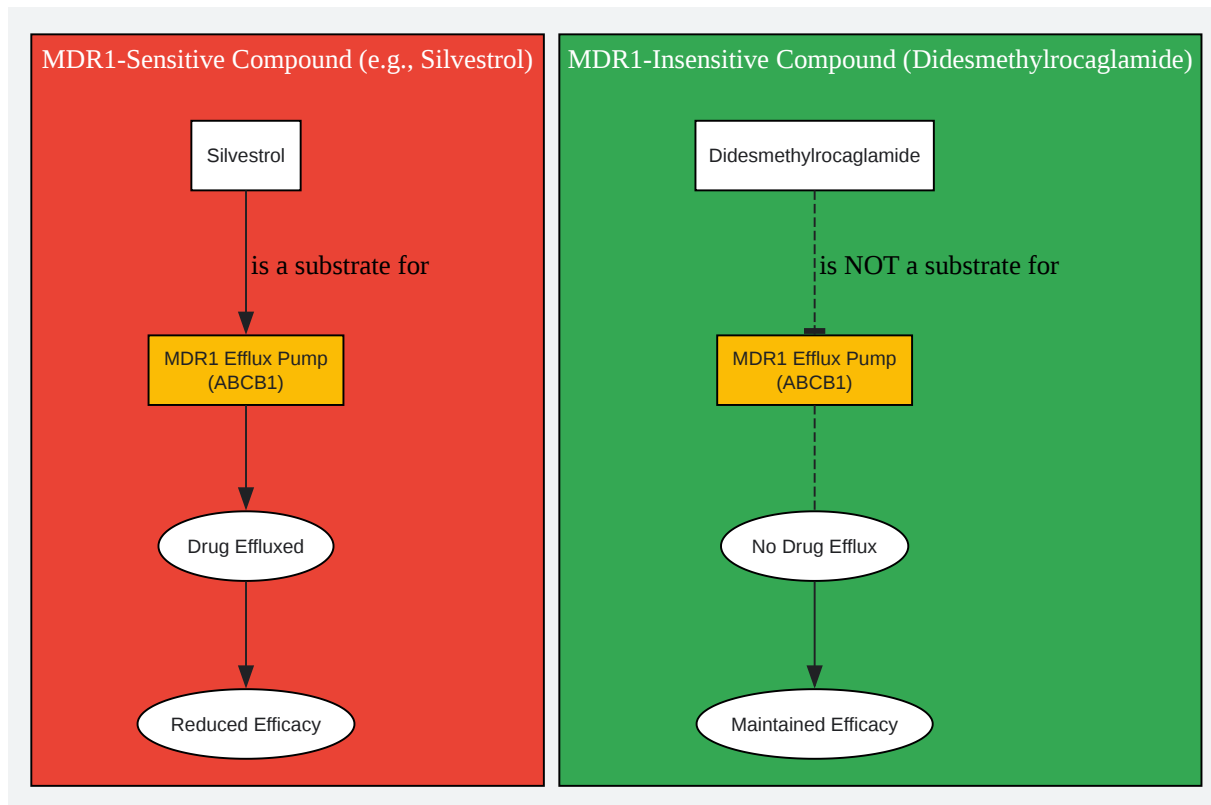 MDR1-Sensitive Compound (e.g., Silvestrol)
Silvestrol
is a substrate for
MDR1 Efflux Pump
(ABCB1)
Drug Effluxed
Reduced Efficacy
MDR1-Insensitive Compound (Didesmethylrocaglamide)
Didesmethylrocaglamide
is NOT a substrate for
MDR1 Efflux Pump
(ABCB1)
No Drug Efflux
Maintained Efficacy